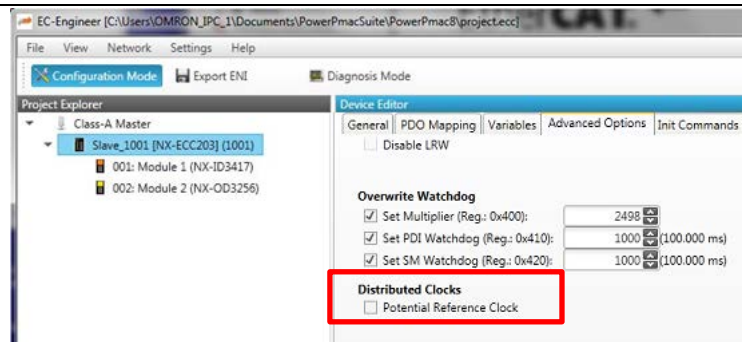 EC-Engineer [C:\Users\OMRON_IPC_1\Documents\PowerPmacSuite\PowerPmac8\project.ecc]
File View Network Settings Help
Configuration Mode Export ENI Diagnosis Mode
Project Explorer
Class-A Master
Slave_1001 [NX-ECC203] (1001)
001: Module 1 (NX-ID3417)
002: Module 2 (NX-OD3256)
Device Editor
General PDO Mapping Variables Advanced Options Init Commands
Disable LRW
Overwrite Watchdog
Set Multiplier (Reg.: 0x400): 2498
Set PDI Watchdog (Reg.: 0x410): 1000 (100.000 ms)
Set SM Watchdog (Reg.: 0x420): 1000 (100.000 ms)
Distributed Clocks
Potential Reference Clock